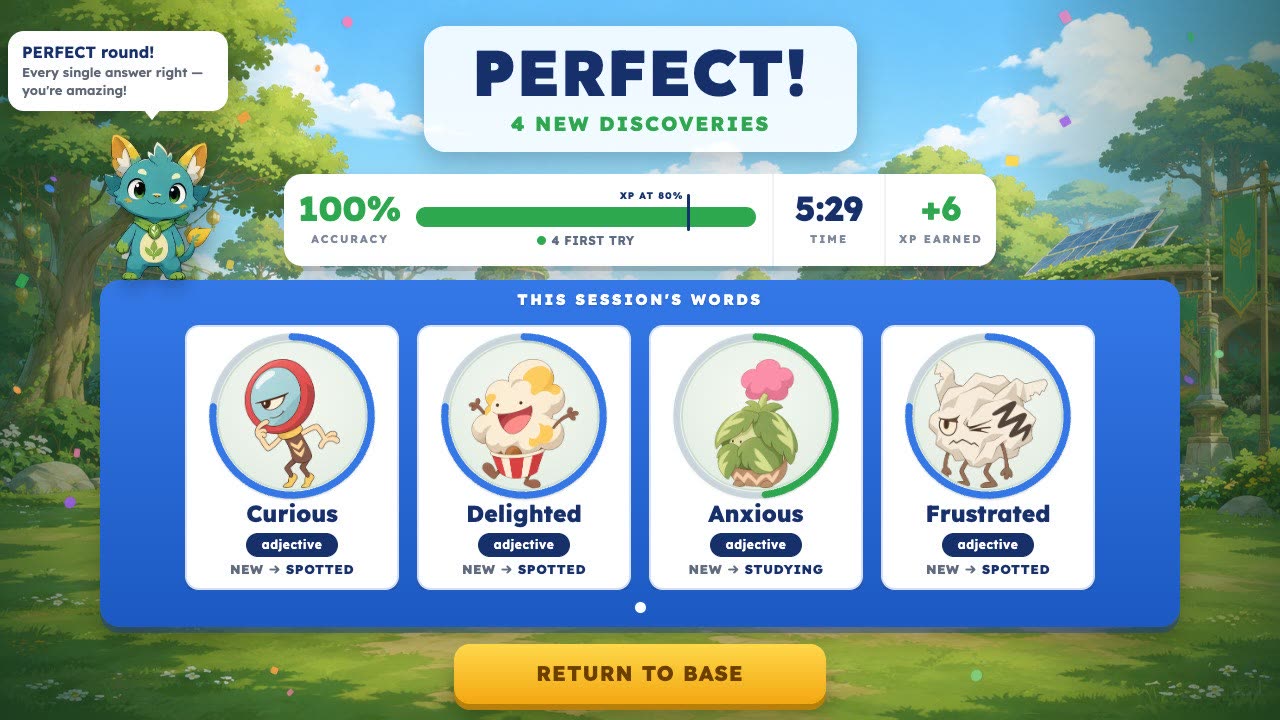 PERFECT round!
Every single answer right —
you're amazing!
PERFECT!
4 NEW DISCOVERIES
100%
ACCURACY
XP AT 80%
4 FIRST TRY
5:29
TIME
+6
XP EARNED
THIS SESSION'S WORDS
Curious
adjective
NEW → SPOTTED
Delighted
adjective
NEW → SPOTTED
Anxious
adjective
NEW → STUDYING
Frustrated
adjective
NEW → SPOTTED
RETURN TO BASE